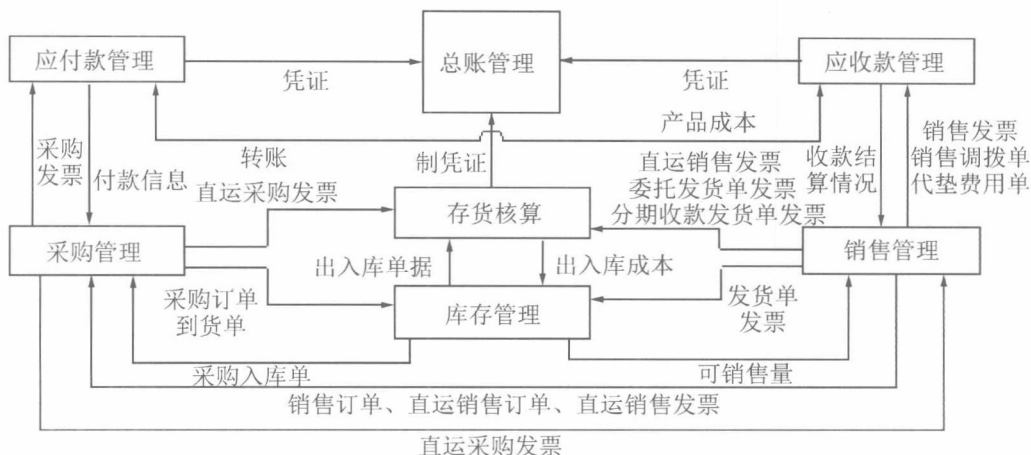 应付款管理
凭证
总账管理
凭证
应收款管理
产品成本
转账
采购
发票
付款信息
直运采购发票
制凭证
直运销售发票
委托发货单发票
分期收款发货单发票
收款结
算情况
销售发票
销售调拨单
代垫费用单
采购管理
存货核算
销售管理
出入库单据
出入库成本
采购订单
到货单
库存管理
发货单
发票
采购入库单
可销售量
销售订单、直运销售订单、直运销售发票
直运采购发票